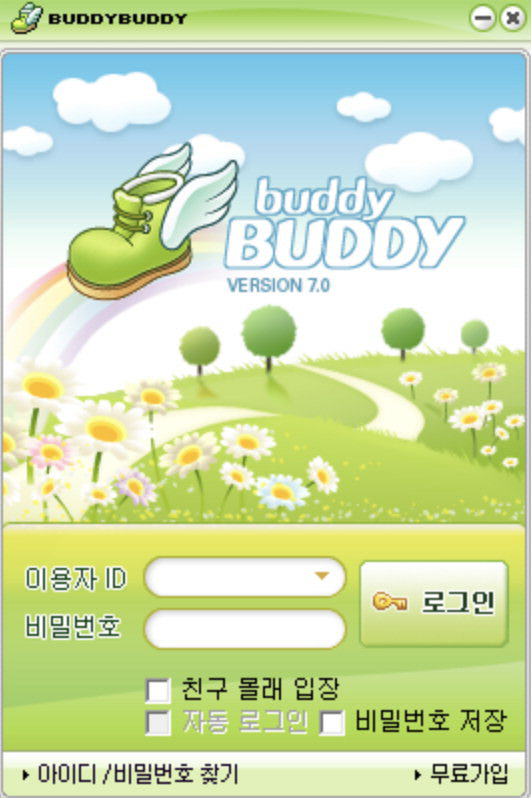 BUDDYBUDDY
buddy
BUDDY
VERSION 7.0
이용자 ID
비밀번호
로그인
친구 몰래 입장
자동 로그인 비밀번호 저장
아이디 /비밀번호 찾기 무료가입